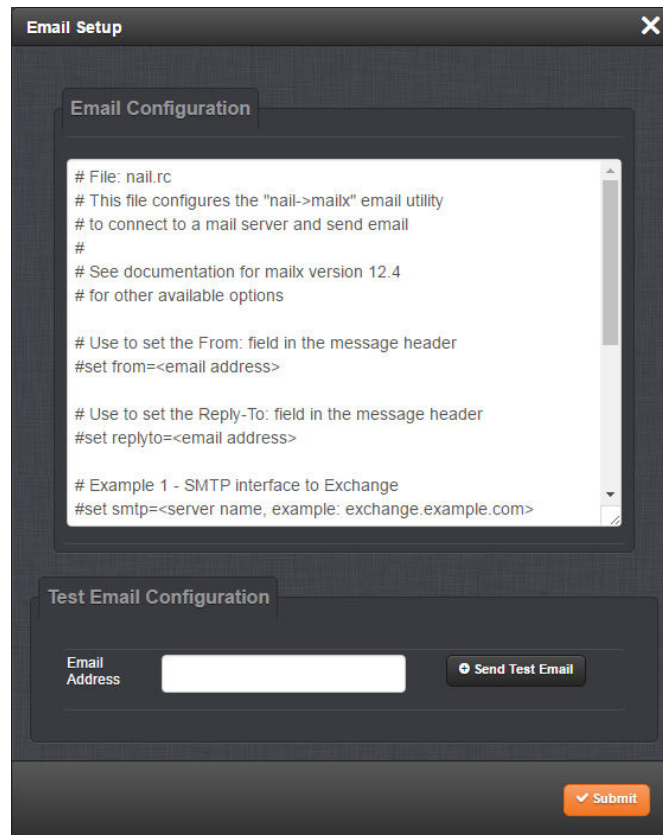 Email Setup
Email Configuration
# File: nail.rc
# This file configures the "nail->mailx" email utility
# to connect to a mail server and send email
#
# See documentation for mailx version 12.4
# for other available options
# Use to set the From: field in the message header
#set from=<email address>
# Use to set the Reply-To: field in the message header
#set replyto=<email address>
# Example 1 - SMTP interface to Exchange
#set smtp=<server name, example: exchange.example.com>
Test Email Configuration
Email
Address
Send Test Email
Submit